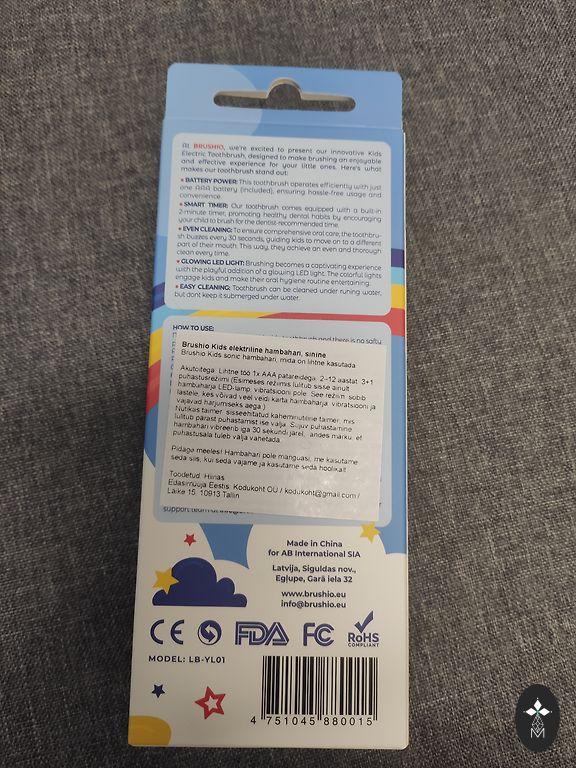 At BRUSHIO, we're excited to present our innovative Kids
Electric Toothbrush, designed to make brushing an enjoyable
and effective experience for your little ones. Here's what
makes our toothbrush stand out:
BATTERY POWER: This toothbrush operates efficiently with just
one AAA battery (included), ensuring hassle-free usage and
convenience.
SMART TIMER: Our toothbrush comes equipped with a built-in
2-minute timer, promoting healthy dental habits by encouraging
your child to brush for the dentist-recommended time.
EVEN CLEANING: To ensure comprehensive oral care, the toothbru-
sh buzzes every 30 seconds, guiding kids to move on to a different
part of their mouth. This way, they achieve an even and thorough
clean every time.
GLOWING LED LIGHT: Brushing becomes a captivating experience
with the playful addition of a glowing LED light. The colorful lights
engage kids and make their oral hygiene routine entertaining.
EASY CLEANING: Toothbrush can be cleaned under runing water,
but dont keep it submerged under water.
HOW TO USE:
Brushio Kids elektriline hambahari, sinine
Brushio Kids sonic hambahari, mida on lihtne kasutada
Akutoitega. Lihtne töö 1x AAA patareidega. 2-12 aastat. 3+1
puhastusrežiimi (Esimeses režiimis lülitub sisse ainult
hambaharja LED-lamp, vibratsiooni pole. See režiim sobib
lastele, kes võivad veel veidi karta hambaharja vibratsiooni ja
vajavad harjumiseks aega.)
Nutikas taimer: sisseehitatud kaheminutiline taimer, mis
lülitub pärast puhastamist ise välja. Sujuv puhastamine:
hambahari vibreerib iga 30 sekundi järel, andes märku, et
puhastusala tuleb välja vahetada.
Pidage meeles! Hambahari pole mänguasi, me kasutame
seda siis, kui seda vajame ja kasutame seda hoolikalt.
Toodetud: Hiinas
Edasimüüja Eestis: Kodukoht OÜ / kodukoht@gmail.com /
Läike 15, 10913 Tallin
support team at
Made in China
for AB International SIA
Latvija, Siguldas nov.,
Egļupe, Garā iela 32
www.brushio.eu
info@brushio.eu
CE FDA FC RoHS
COMPLIANT
MODEL: LB-YL01
4 751045 880015